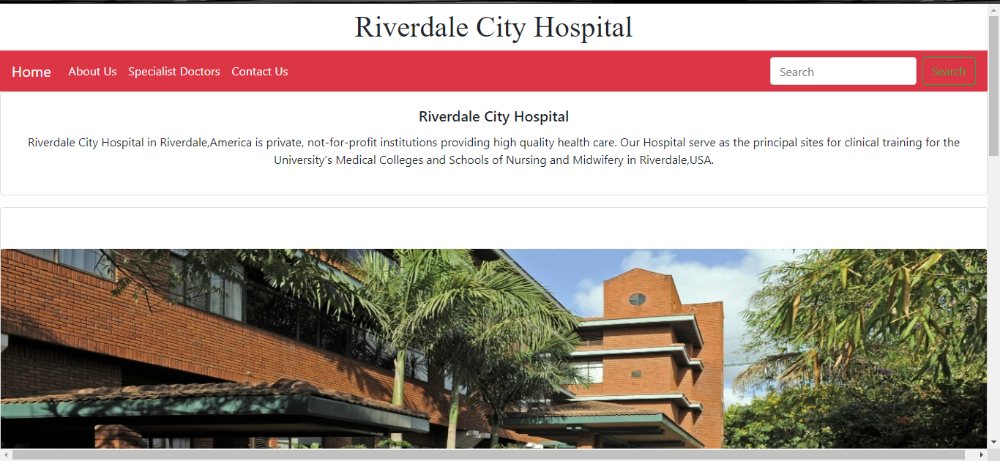 Riverdale City Hospital
Home About Us Specialist Doctors Contact Us Search Search
Riverdale City Hospital
Riverdale City Hospital in Riverdale,America is private, not-for-profit institutions providing high quality health care. Our Hospital serve as the principal sites for clinical training for the
University's Medical Colleges and Schools of Nursing and Midwifery in Riverdale,USA.